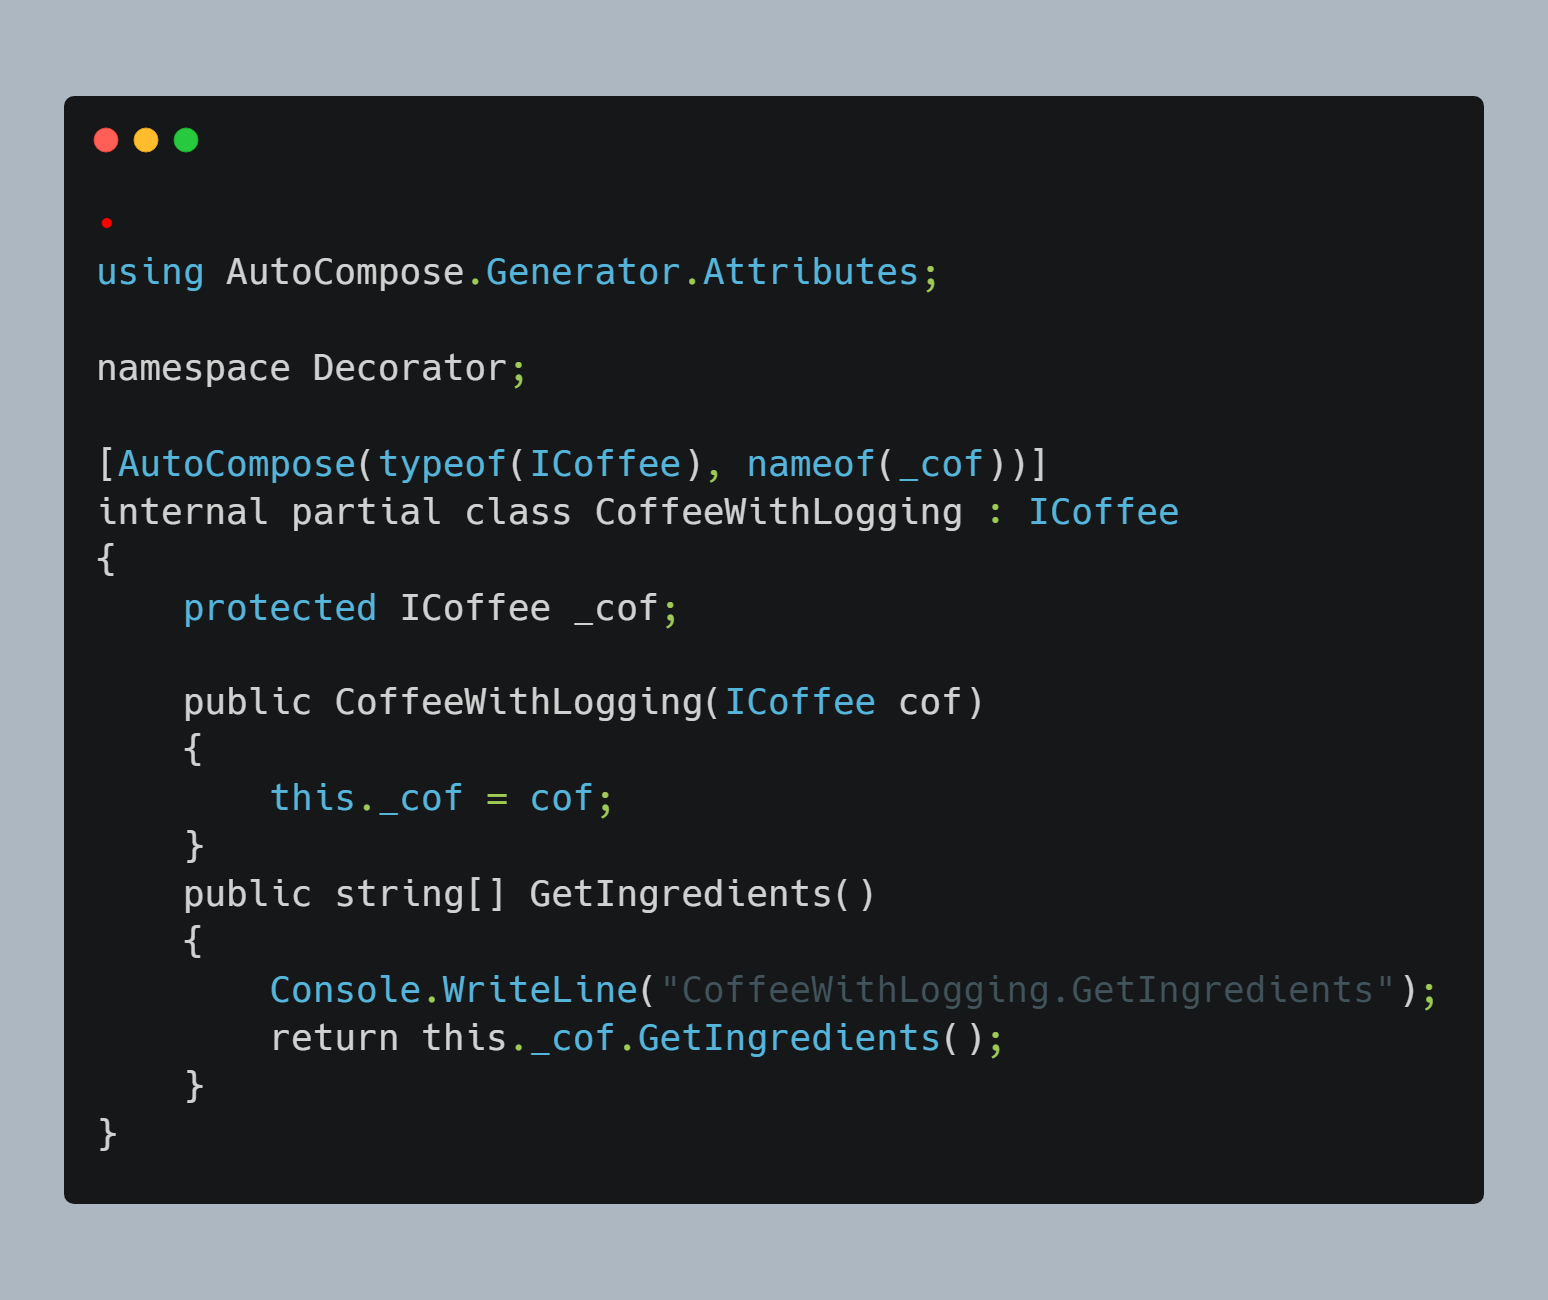 using AutoCompose.Generator.Attributes;
namespace Decorator;
[AutoCompose(typeof(ICoffee), nameof(_cof))]
internal partial class CoffeeWithLogging : ICoffee
{
    protected ICoffee _cof;
    public CoffeeWithLogging(ICoffee cof)
    {
        this._cof = cof;
    }
    public string[] GetIngredients()
    {
        Console.WriteLine("CoffeeWithLogging.GetIngredients");
        return this._cof.GetIngredients();
    }
}